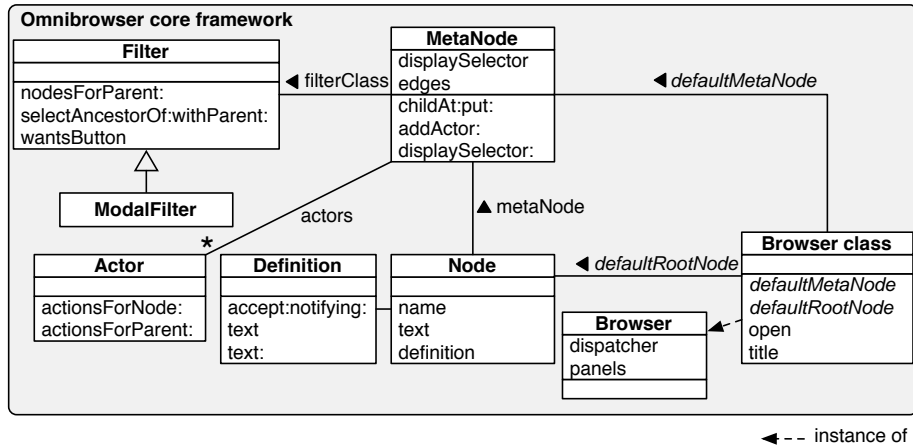 Omnibrowser core framework
Filter
nodesForParent:
selectAncestorOf:withParent:
wantsButton
ModalFilter
filterClass
MetaNode
displaySelector
edges
childAt:put:
addActor:
displaySelector:
defaultMetaNode
actors
*
metaNode
Actor
actionsForNode:
actionsForParent:
Definition
accept:notifying:
text
text:
Node
name
text
definition
defaultRootNode
Browser
dispatcher
panels
Browser class
defaultMetaNode
defaultRootNode
open
title
instance of